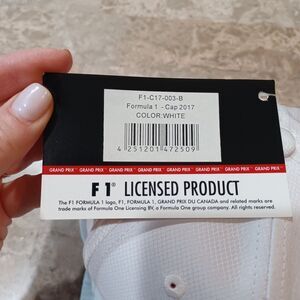 F1-C17-003-B
Formula 1 - Cap 2017
COLOR:WHITE
4 251201 472509
GRAND PRIX GRAND PRIX GRAND PRIX GRAND PRIX GRAND PRIX GRAND PRIX GRAND PRIX
F1® LICENSED PRODUCT
The F1 FORMULA 1 logo, F1, FORMULA 1, GRAND PRIX DU CANADA and related marks are
trade marks of Formula One Licensing BV, a Formula One group company. All rights reserved.